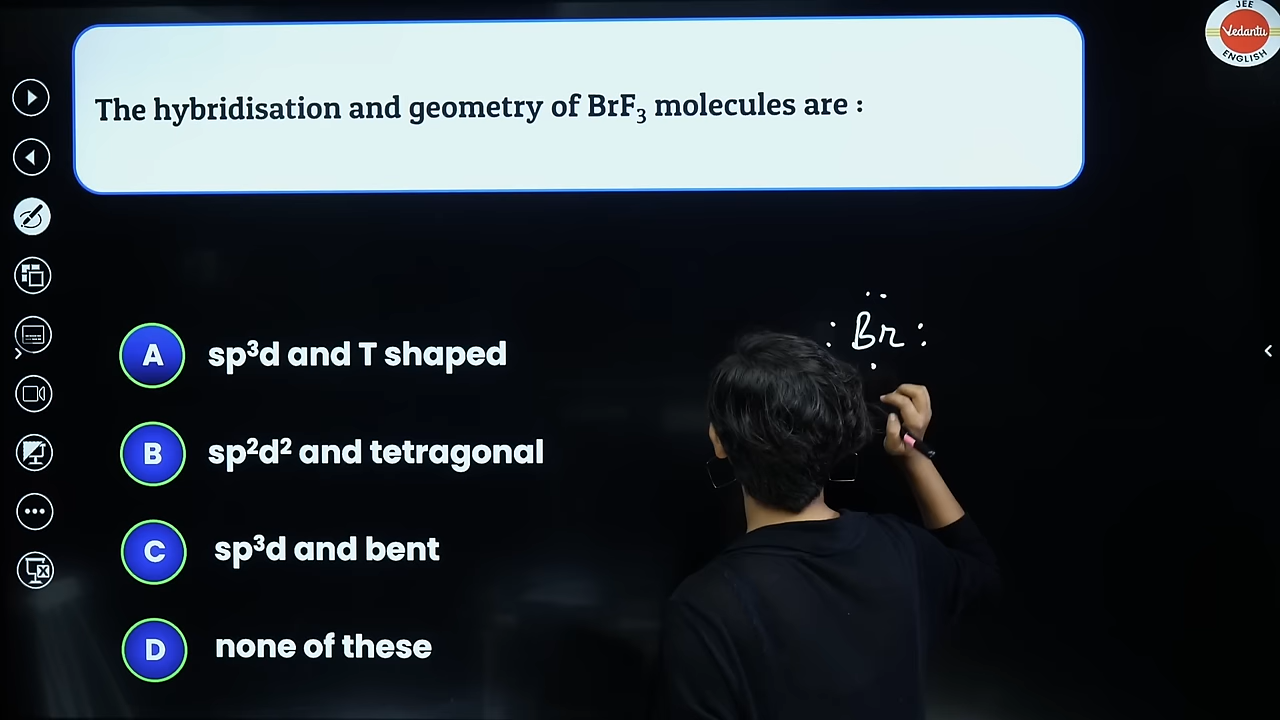 JEE
Vedantu
ENGLISH
The hybridisation and geometry of BrF₃ molecules are :
: Br :
A sp³d and T shaped
B sp²d² and tetragonal
C sp³d and bent
D none of these